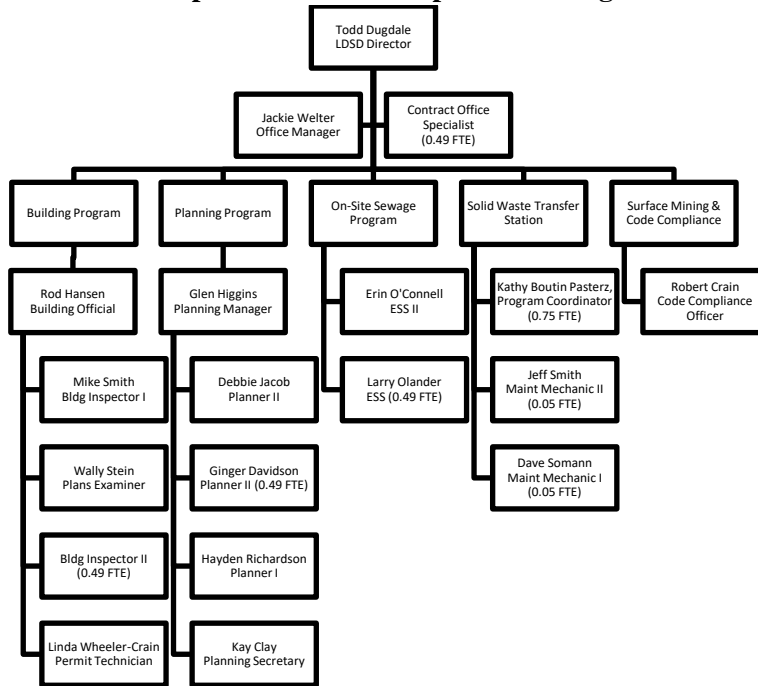 Todd Dugdale
LDSD Director
Jackie Welter
Office Manager
Contract Office
Specialist
(0.49 FTE)
Building Program
Planning Program
On-Site Sewage
Program
Solid Waste Transfer
Station
Surface Mining &
Code Compliance
Rod Hansen
Building Official
Glen Higgins
Planning Manager
Erin O'Connell
ESS II
Kathy Boutin Pasterz,
Program Coordinator
(0.75 FTE)
Robert Crain
Code Compliance
Officer
Mike Smith
Bldg Inspector I
Debbie Jacob
Planner II
Larry Olander
ESS (0.49 FTE)
Jeff Smith
Maint Mechanic II
(0.05 FTE)
Wally Stein
Plans Examiner
Ginger Davidson
Planner II (0.49 FTE)
Dave Somann
Maint Mechanic I
(0.05 FTE)
Bldg Inspector II
(0.49 FTE)
Hayden Richardson
Planner I
Linda Wheeler-Crain
Permit Technician
Kay Clay
Planning Secretary